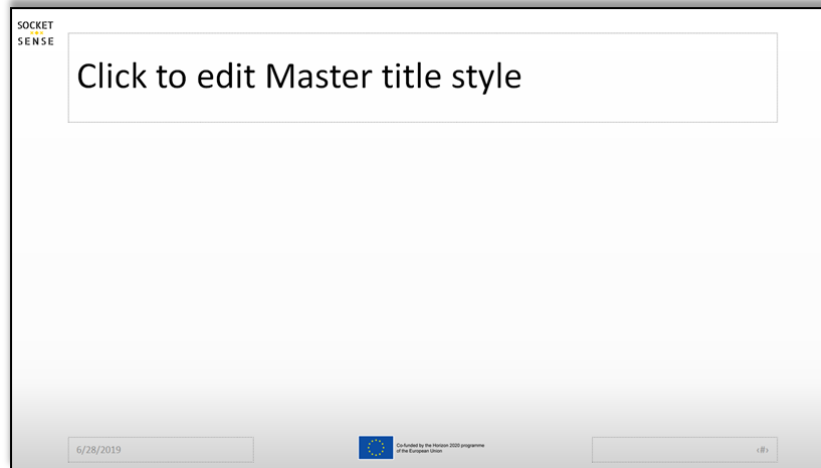 SOCKET
SENSE
Click to edit Master title style
6/28/2019
Co-funded by the Horizon 2020 programme
of the European Union
‹#›